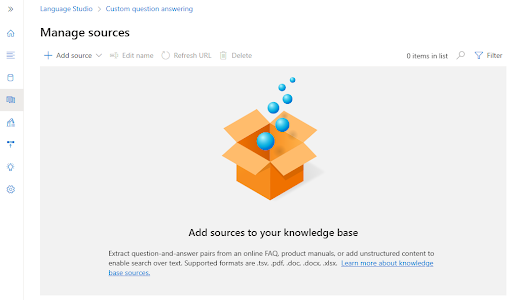 Language Studio > Custom question answering
Manage sources
Add source Edit name Refresh URL Delete 0 items in list Filter
Add sources to your knowledge base
Extract question-and-answer pairs from an online FAQ, product manuals, or add unstructured content to
enable search over text. Supported formats are .tsv, .pdf, .doc, .docx, .xlsx. Learn more about knowledge
base sources.